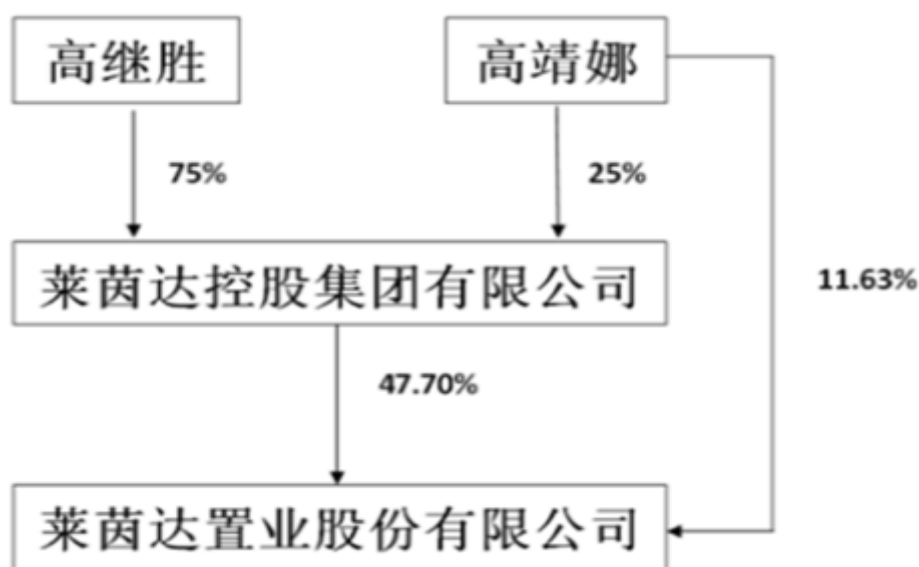 高继胜
高靖娜
75%
25%
莱茵达控股集团有限公司
11.63%
47.70%
莱茵达置业股份有限公司